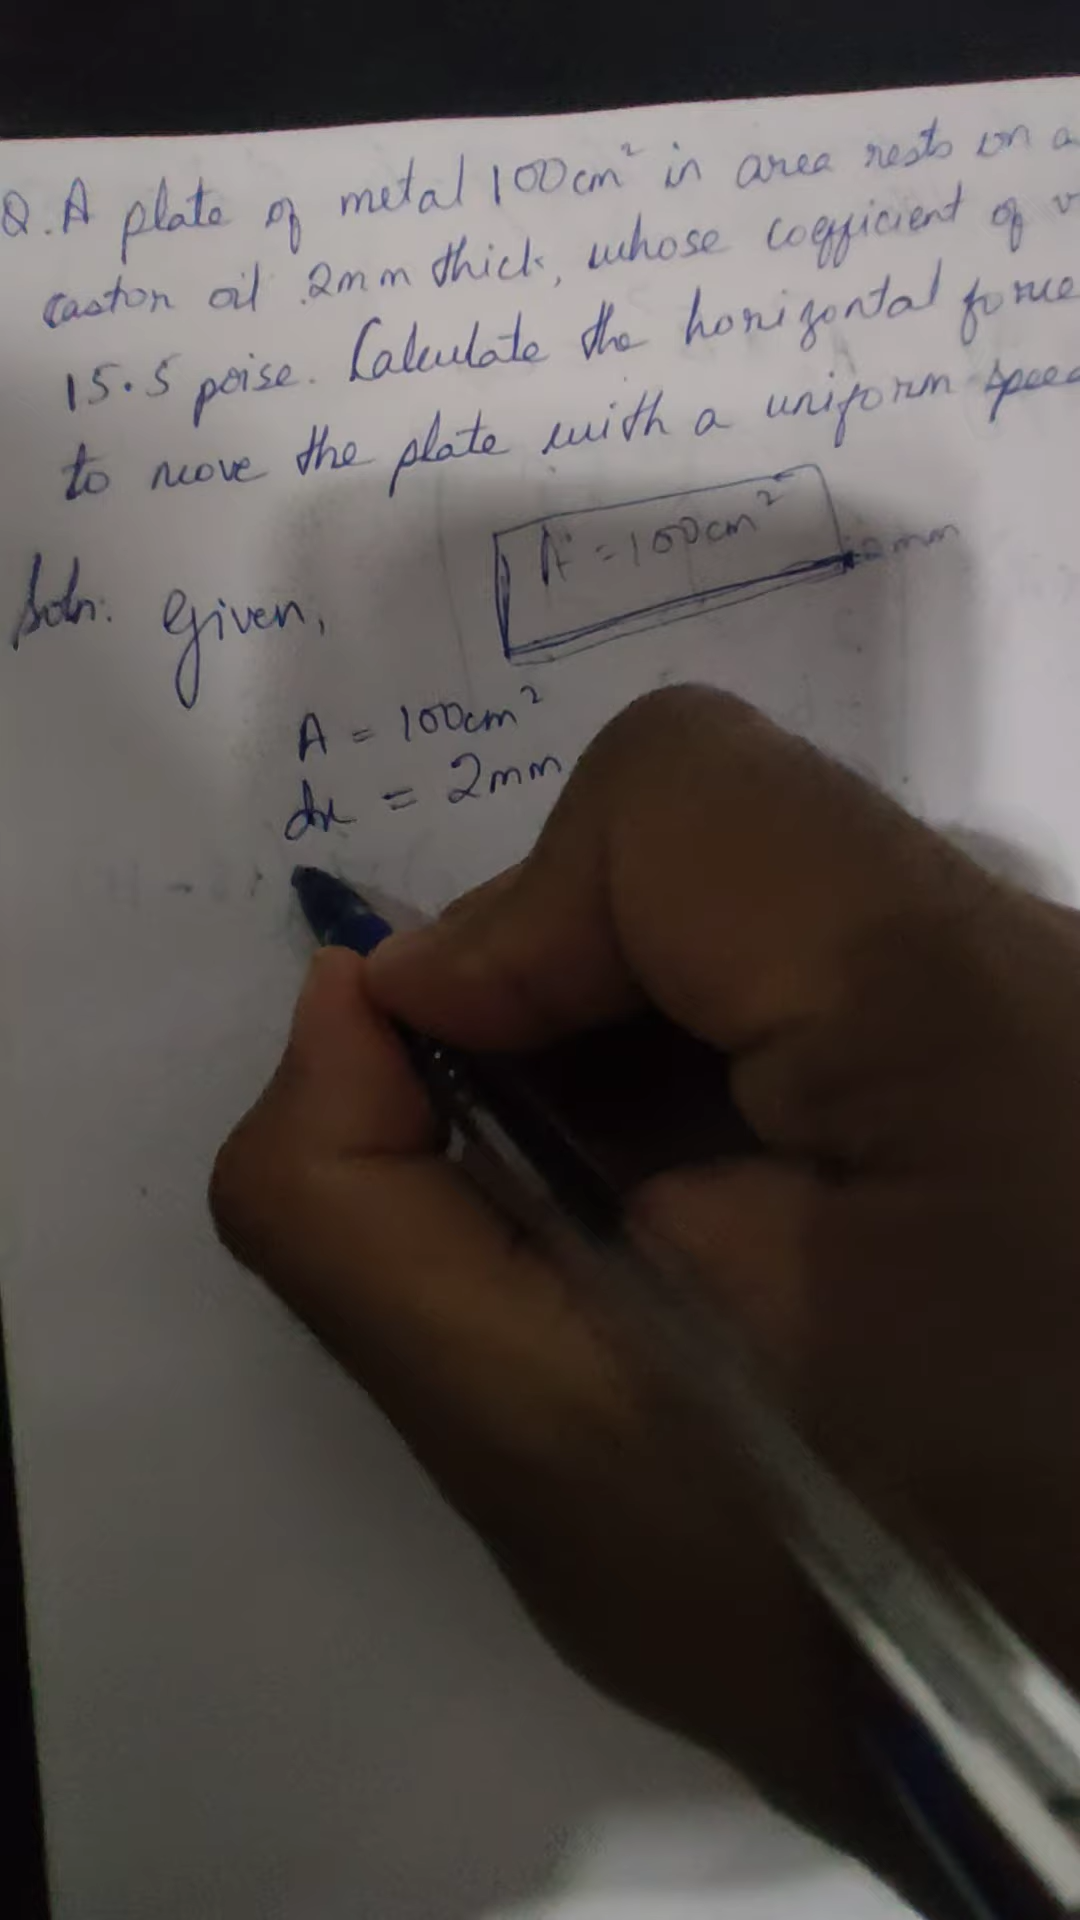 Q. A plate of metal 100cm² in area rests on a
castor oil 2mm thick, whose coefficient of
15.5 poise. Calculate the horizontal force
to move the plate with a uniform speed
A = 100cm²
2mm
Soln: Given,
A = 100cm²
dx = 2mm